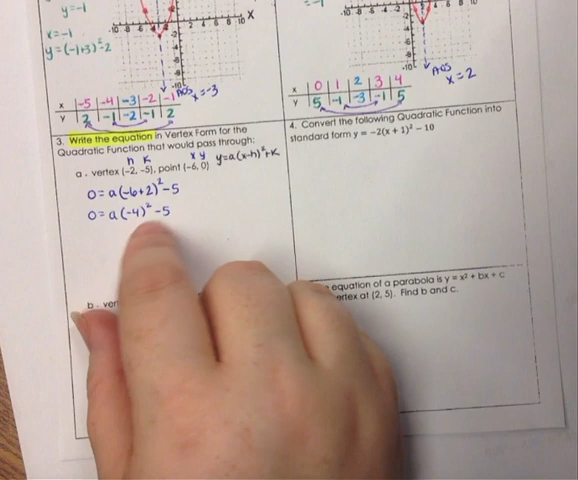 y=-1
x=-1
y=(-1+3)²-2
X
AOS
x=-3
AOS
x=2
x -5 -4 -3 -2 -1
y 2 -1 -2 -1 2
x 0 1 2 3 4
y 5 -1 -3 -1 5
3. Write the equation in Vertex Form for the
Quadratic Function that would pass through:
h K x y y=a(x-h)²+K
a. vertex (-2, -5), point (-6, 0)
0=a(-6+2)²-5
0=a(-4)²-5
b.
4. Convert the following Quadratic Function into
standard form y = -2(x + 1)² - 10
equation of a parabola is y = x² + bx + c
vertex at (2, 5). Find b and c.